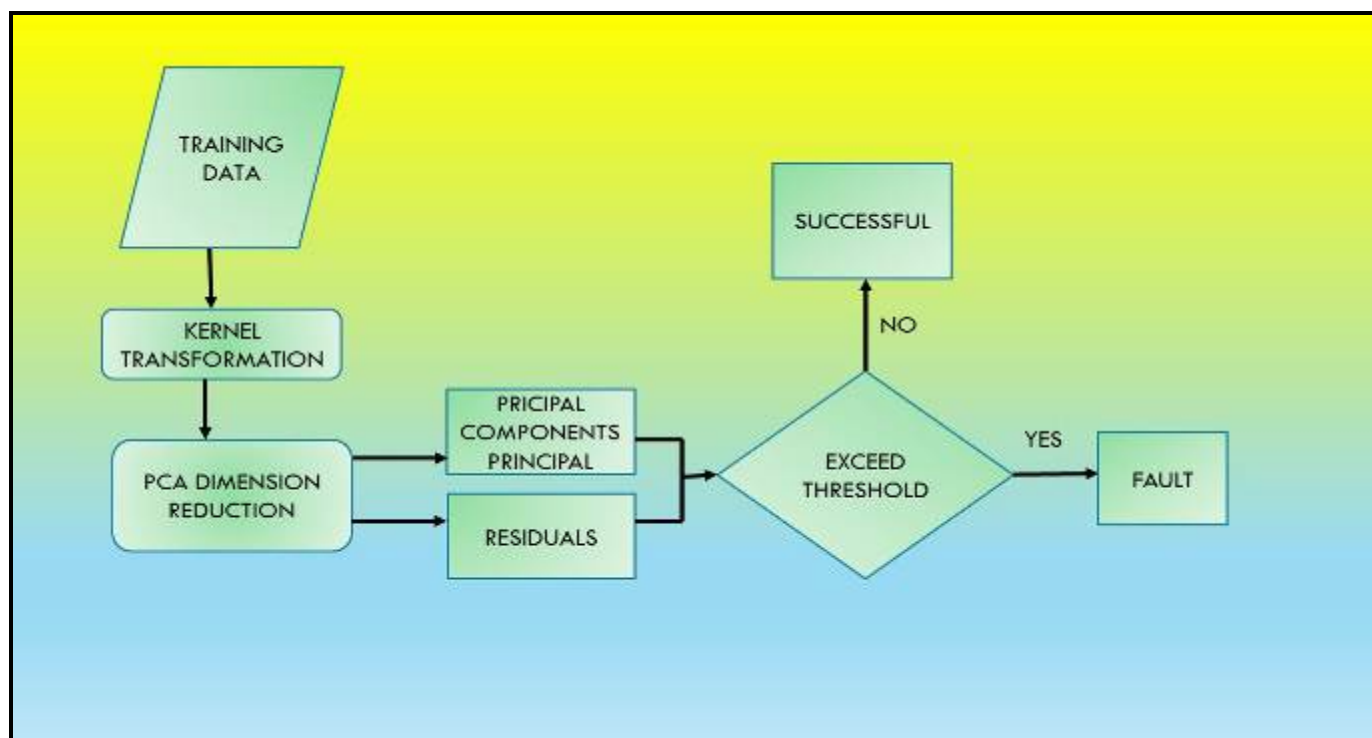 TRAINING
DATA
KERNEL
TRANSFORMATION
PCA DIMENSION
REDUCTION
PRICIPAL
COMPONENTS
PRINCIPAL
RESIDUALS
EXCEED
THRESHOLD
NO
SUCCESSFUL
YES
FAULT